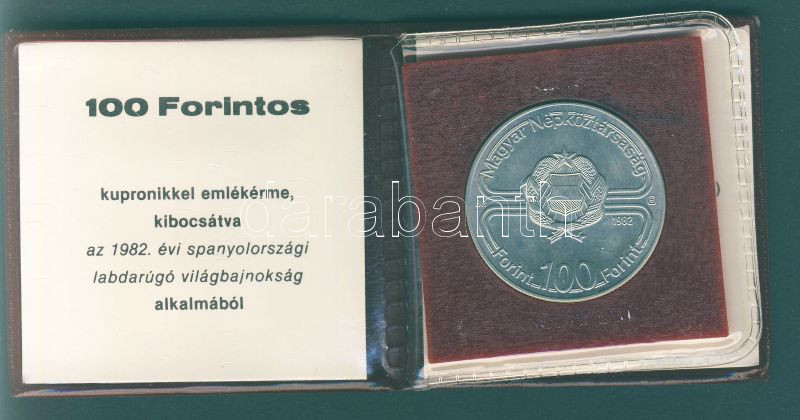 100 Forintos
kupronikkel emlékérme,
kibocsátva
az 1982. évi spanyolországi
labdarúgó világbajnokság
alkalmából
Magyar Népköztársaság
1982
Forint 100 Forint
darabanth